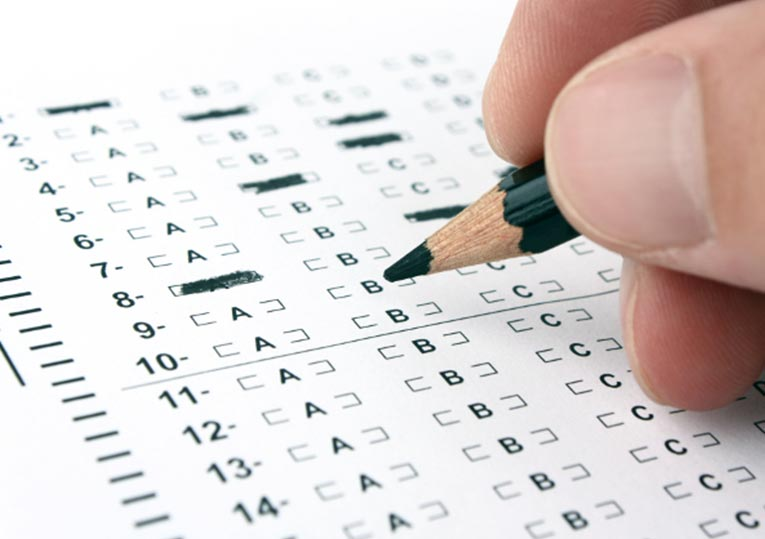 B C
2- A C
3- A B
4- A B
5- A C
6- A B C
7- A B
8- B
9- A B C
10- A B C
11- A B C
12- A B C
13- A B C
14- A B C
A B C
B C
C